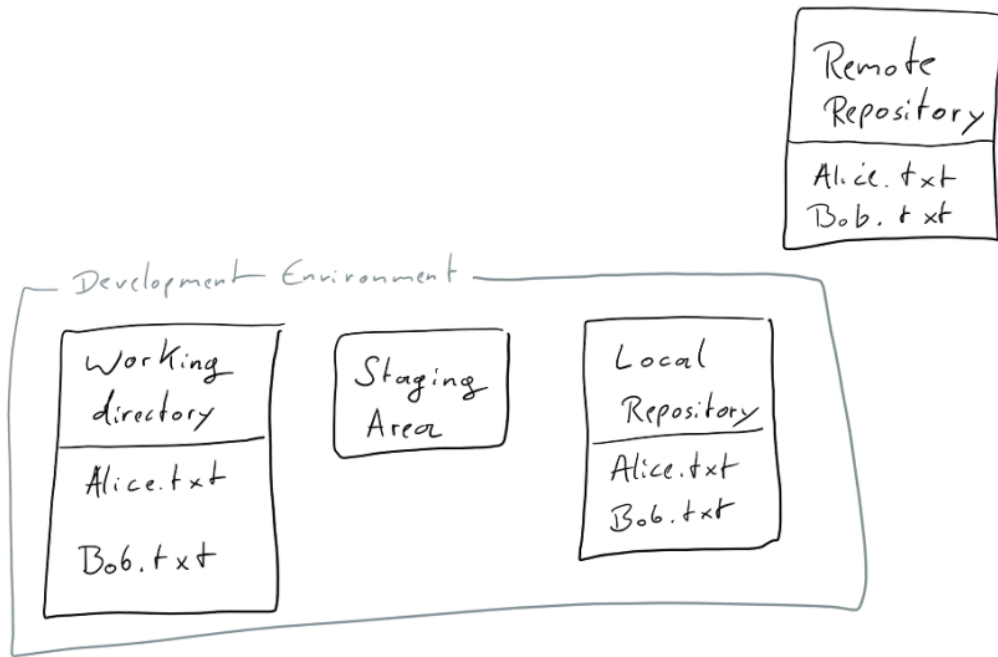 Remote
Repository
Alice.txt
Bob.txt
Development Environment
Working
directory
Alice.txt
Bob.txt
Staging
Area
Local
Repository
Alice.txt
Bob.txt